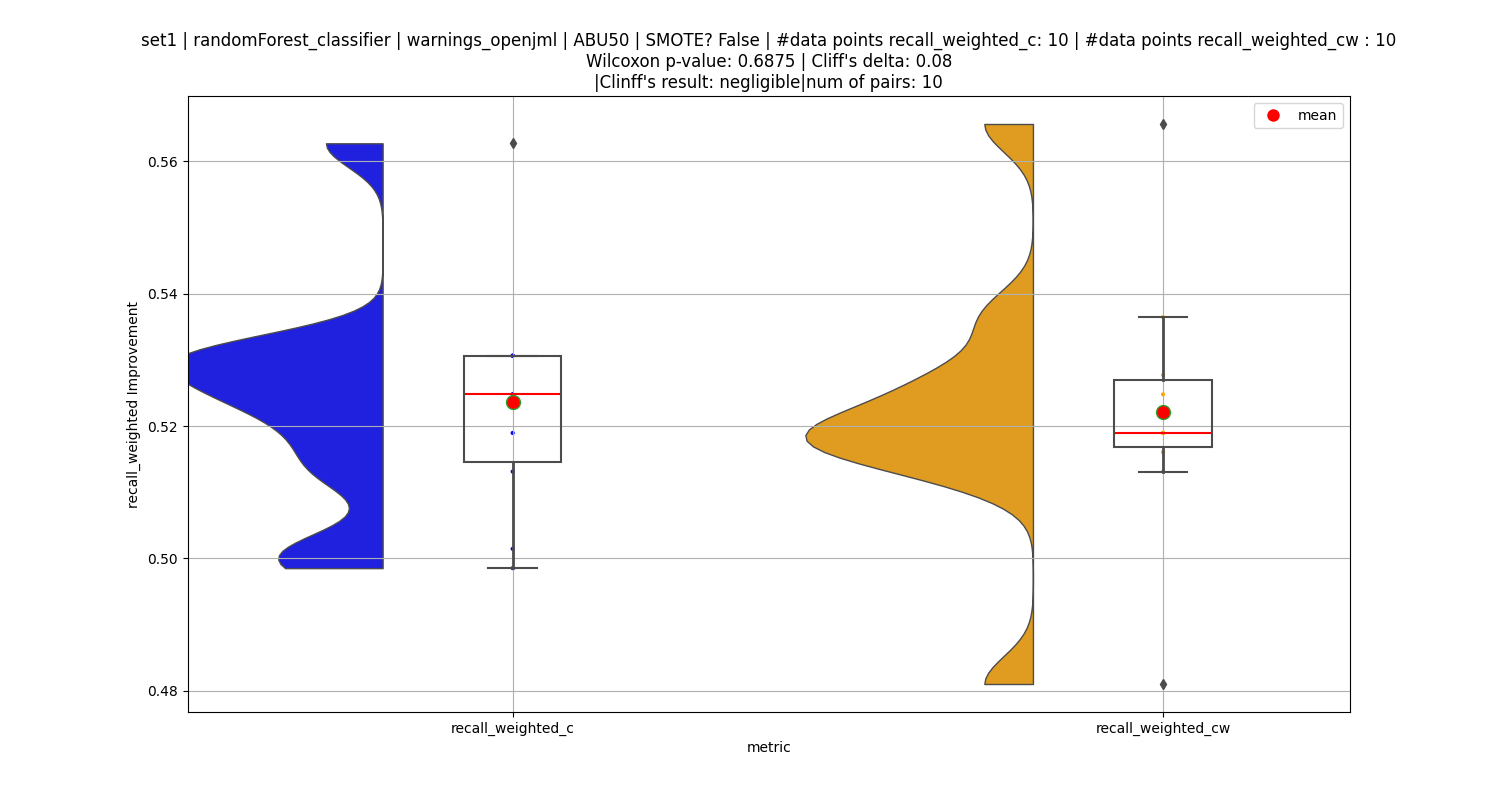 set1 | randomForest_classifier | warnings_openjml | ABU50 | SMOTE? False | #data points recall_weighted_c: 10 | #data points recall_weighted_cw : 10
Wilcoxon p-value: 0.6875 | Cliff's delta: 0.08
|Clinff's result: negligible|num of pairs: 10
mean
0.56
0.54
0.52
0.50
0.48
recall_weighted Improvement
recall_weighted_c
recall_weighted_cw
metric